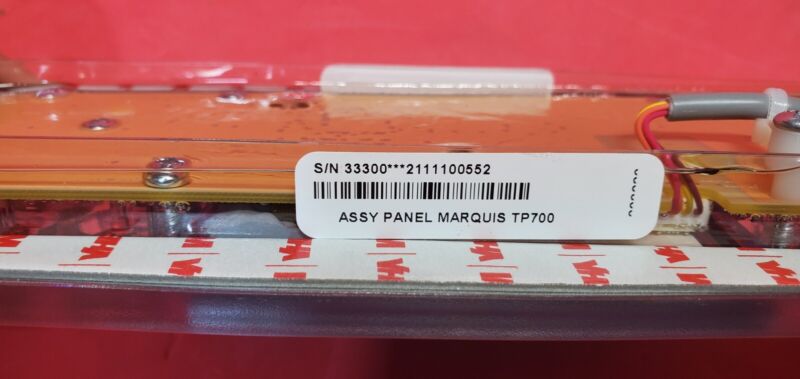 S/N 33300***2111100552
ASSY PANEL MARQUIS TP700